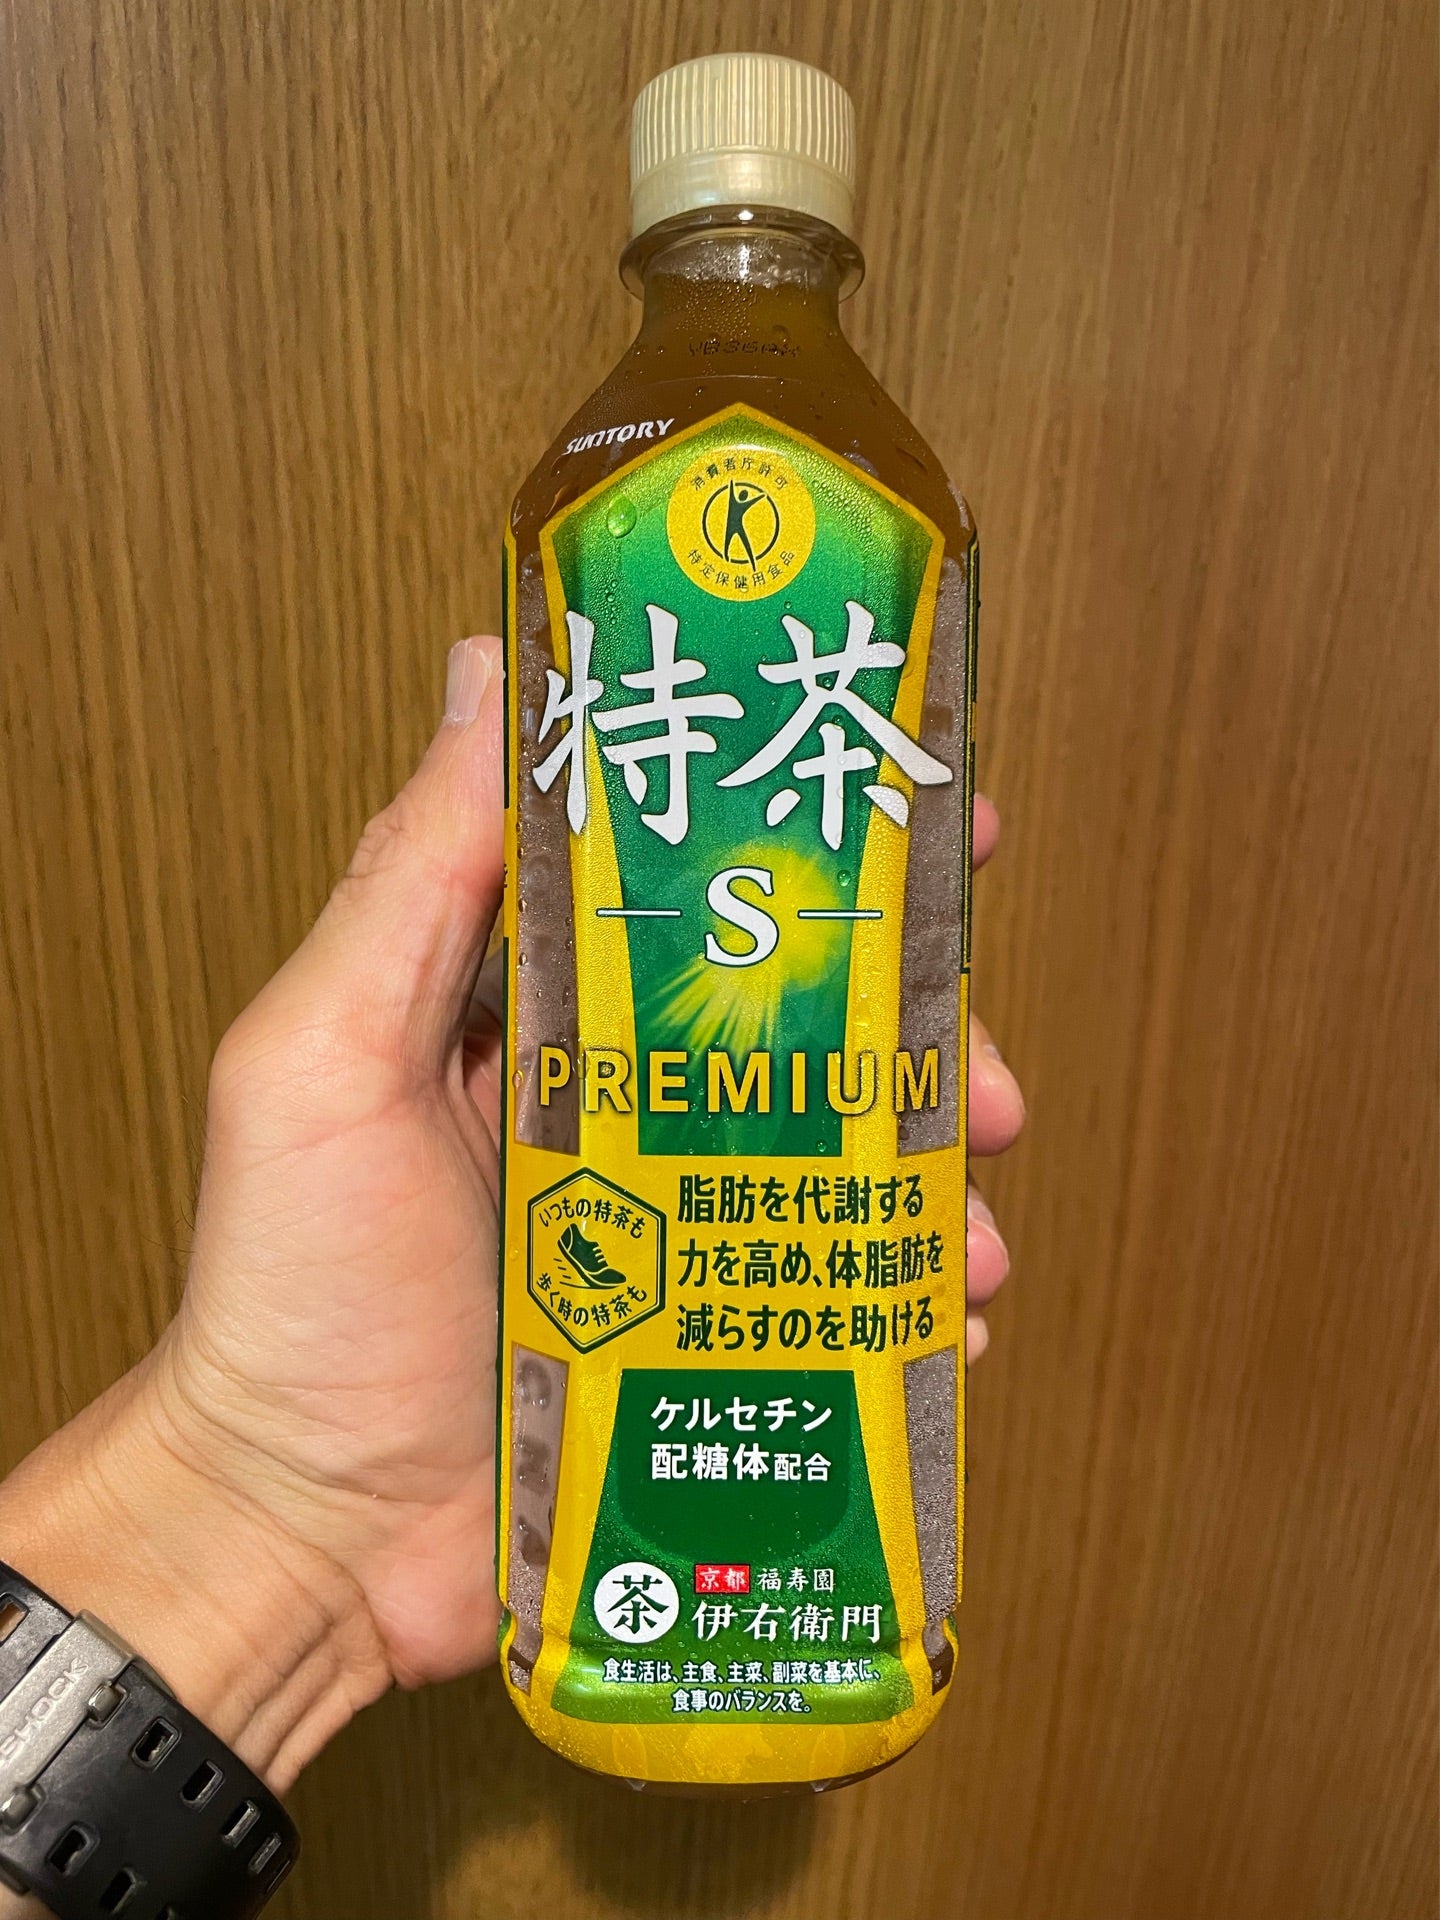 SUNTORY
消費者庁許可
特定保健用食品
特茶
S
PREMIUM
いつもの特茶も
歩く時の特茶も
脂肪を代謝する
力を高め、体脂肪を
減らすのを助ける
ケルセチン
配糖体配合
茶
京都 福寿園
伊右衛門
食生活は、主食、主菜、副菜を基本に、
食事のバランスを。